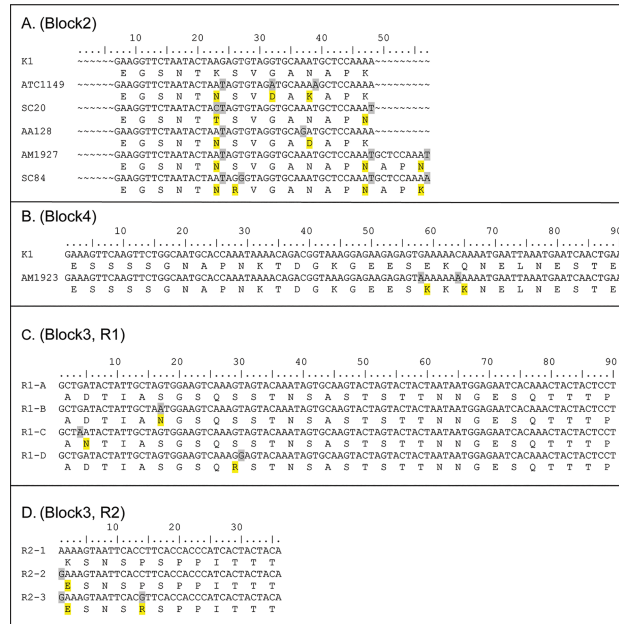 A. (Block2)
10 20 30 40 50
K1 ~~~~~~GAAGGTTCTAATACTAAGAGTGTAGGTGCAAATGCTCCAAAA~~~~~~~~~
E G S N T K S V G A N A P K
ATC1149 ~~~~~~GAAGGTTCTAATACTAATAGTGTAGATGCAAAAGCTCCAAAA~~~~~~~~~
E G S N T N S V D A K A P K
SC20 ~~~~~~GAAGGTTCTAATACTACTAGTGTAGGTGCAAATGCTCCAAAT~~~~~~~~~
E G S N T T S V G A N A P N
AA128 ~~~~~~GAAGGTTCTAATACTAATAGTGTAGGTGCAGATGCTCCAAAA~~~~~~~~~
E G S N T N S V G A D A P K
AM1927 ~~~~~~GAAGGTTCTAATACTAATAGTGTAGGTGCAAATGCTCCAAATGCTCCAAAT
E G S N T N S V G A N A P N A P N
SC84 ~~~~~~GAAGGTTCTAATACTAATAGGGTAGGTGCAAATGCTCCAAATGCTCCAAAA
E G S N T N R V G A N A P N A P K
B. (Block4)
10 20 30 40 50 60 70 80 90
K1 GAAAGTTCAAGTTCTGGCAATGCACCAAATAAAACAGACGGTAAAGGAGAAGAGAGTGAAAAACAAAATGAATTAAATGAATCAACTGAA
E S S S S G N A P N K T D G K G E E S E K Q N E L N E S T E
AM1923 GAAAGTTCAAGTTCTGGCAATGCACCAAATAAAACAGACGGTAAAGGAGAAGAGAGTAAAAAAAAAAATGAATTAAATGAATCAACTGAA
E S S S S G N A P N K T D G K G E E S K K K N E L N E S T E
C. (Block3, R1)
10 20 30 40 50 60 70 80 90
R1-A GCTGATACTATTGCTAGTGGAAGTCAAAGTAGTACAAATAGTGCAAGTACTAGTACTACTAATAATGGAGAATCACAAACTACTACTCCT
A D T I A S G S Q S S T N S A S T S T T N N G E S Q T T T P
R1-B GCTGATACTATTGCTAATGGAAGTCAAAGTAGTACAAATAGTGCAAGTACTAGTACTACTAATAATGGAGAATCACAAACTACTACTCCT
A D T I A N G S Q S S T N S A S T S T T N N G E S Q T T T P
R1-C GCTAATACTATTGCTAGTGGAAGTCAAAGTAGTACAAATAGTGCAAGTACTAGTACTACTAATAATGGAGAATCACAAACTACTACTCCT
A N T I A S G S Q S S T N S A S T S T T N N G E S Q T T T P
R1-D GCTGATACTATTGCTAGTGGAAGTCAAAGGAGTACAAATAGTGCAAGTACTAGTACTACTAATAATGGAGAATCACAAACTACTACTCCT
A D T I A S G S Q R S T N S A S T S T T N N G E S Q T T T P
D. (Block3, R2)
10 20 30
R2-1 AAAAGTAATTCACCTTCACCACCCATCACTACTACA
K S N S P S P P I T T T
R2-2 GAAAGTAATTCACCTTCACCACCCATCACTACTACA
E S N S P S P P I T T T
R2-3 GAAAGTAATTCACGTTCACCACCCATCACTACTACA
E S N S R S P P I T T T